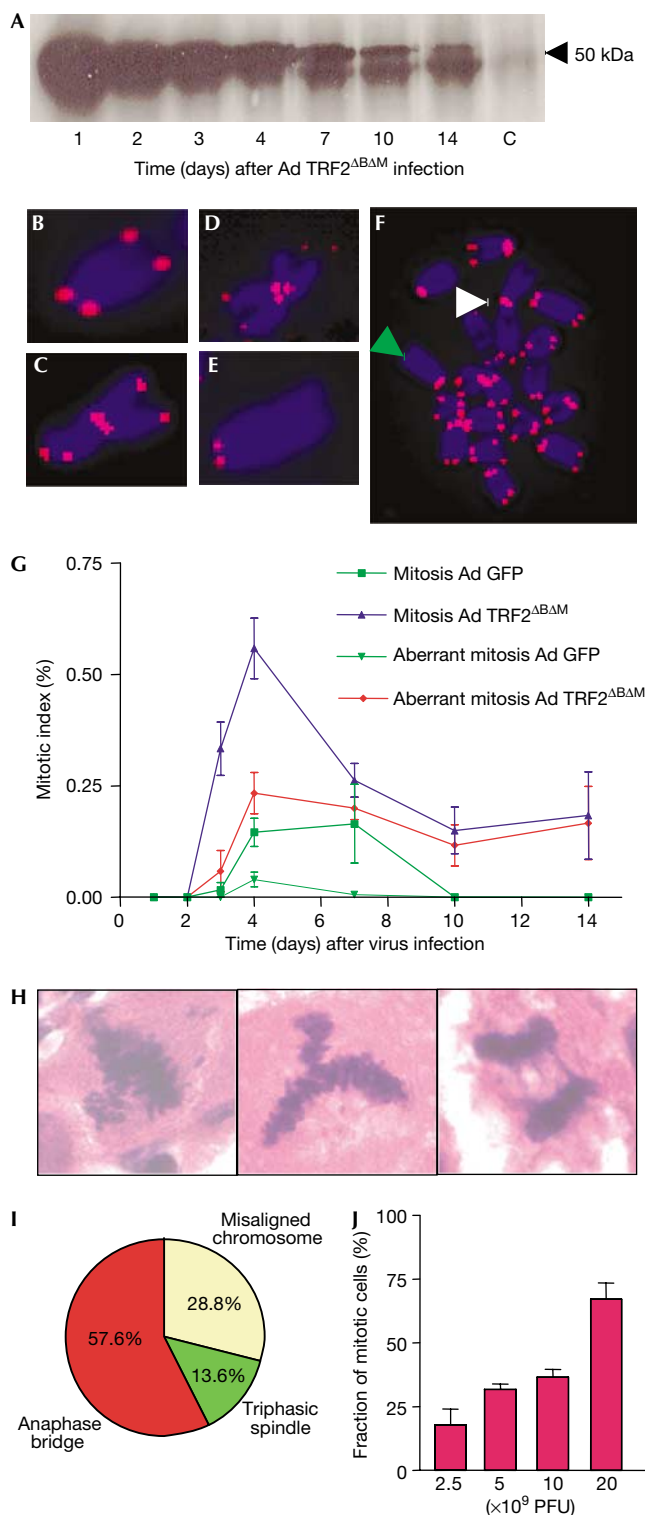 A
50 kDa
1 2 3 4 7 10 14 C
Time (days) after Ad TRF2ΔBΔM infection
B
D
F
C
E
G
0.75
0.50
0.25
0.00
Mitotic index (%)
Mitosis Ad GFP
Mitosis Ad TRF2ΔBΔM
Aberrant mitosis Ad GFP
Aberrant mitosis Ad TRF2ΔBΔM
0 2 4 6 8 10 12 14
Time (days) after virus infection
H
I
Misaligned
chromosome
28.8%
57.6%
13.6%
Anaphase
bridge
Triphasic
spindle
J
100
75
50
25
0
Fraction of mitotic cells (%)
2.5 5 10 20
(×10⁹ PFU)